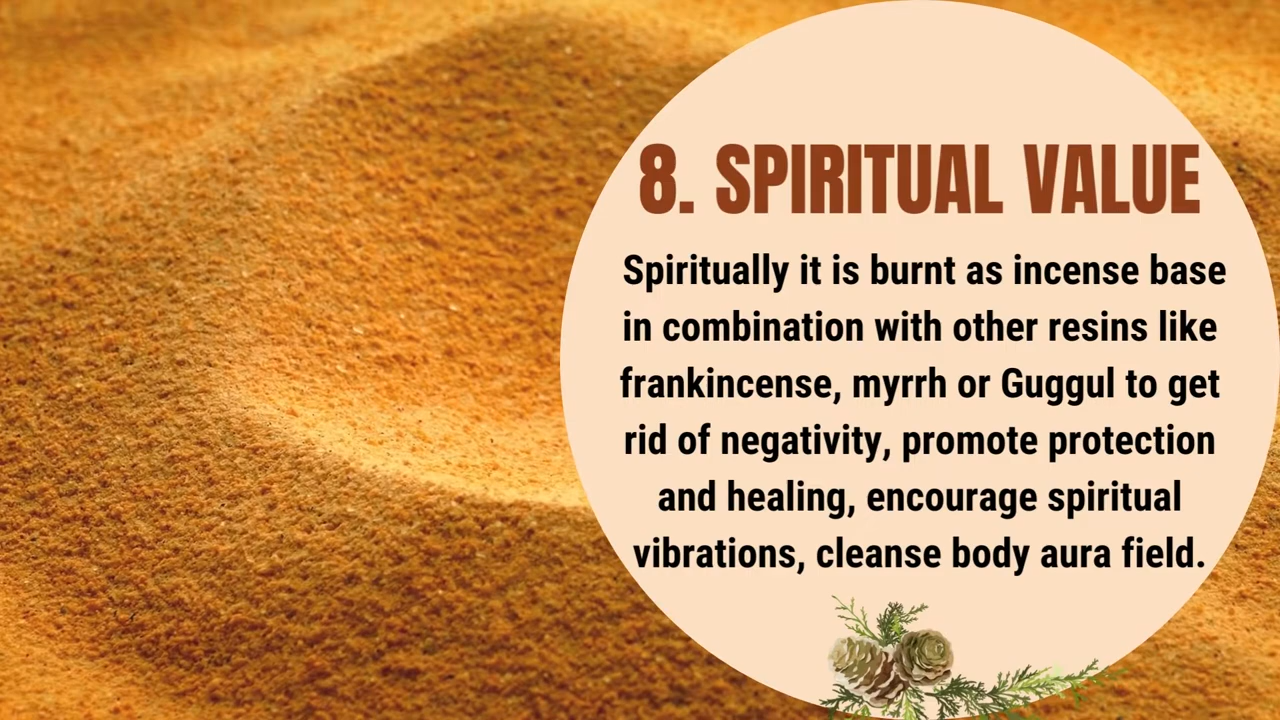 8. SPIRITUAL VALUE
Spiritually it is burnt as incense base
in combination with other resins like
frankincense, myrrh or Guggul to get
rid of negativity, promote protection
and healing, encourage spiritual
vibrations, cleanse body aura field.